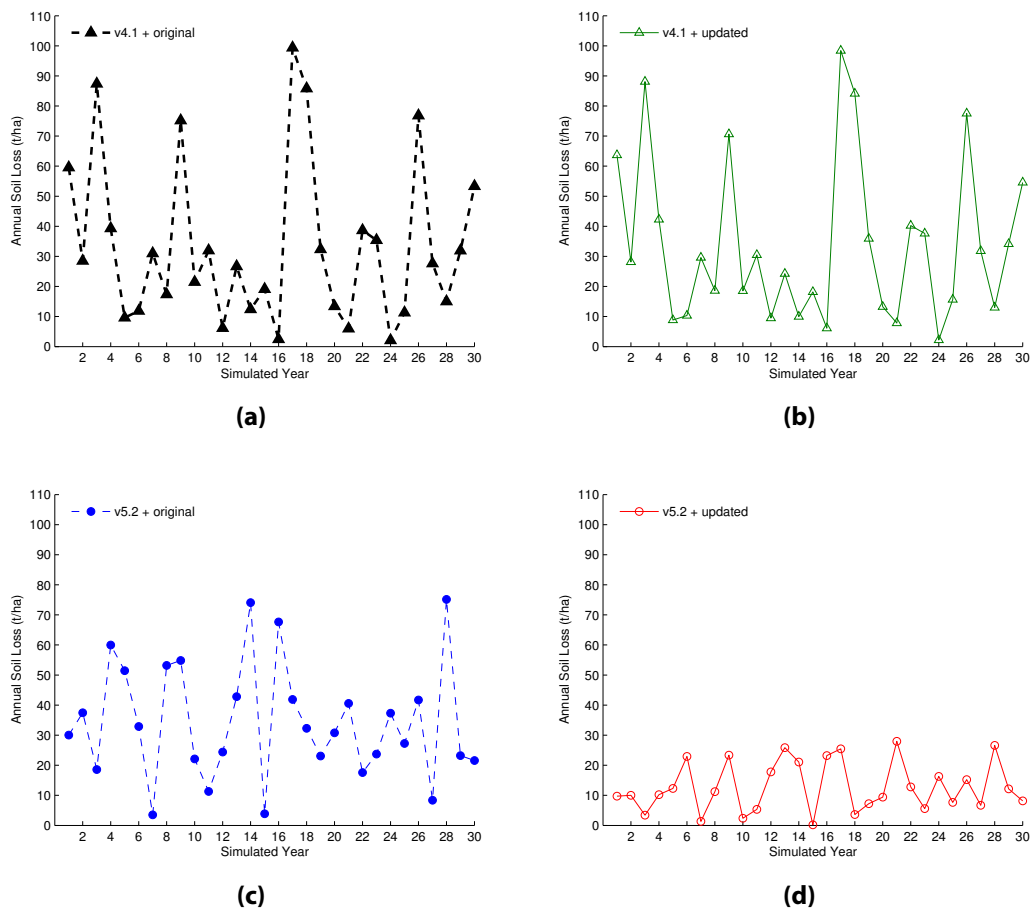 v4.1 + original
110
100
90
80
70
60
50
40
30
20
10
0
Annual Soil Loss (t/ha)
2 4 6 8 10 12 14 16 18 20 22 24 26 28 30
Simulated Year
(a)
v4.1 + updated
110
100
90
80
70
60
50
40
30
20
10
0
Annual Soil Loss (t/ha)
2 4 6 8 10 12 14 16 18 20 22 24 26 28 30
Simulated Year
(b)
v5.2 + original
110
100
90
80
70
60
50
40
30
20
10
0
Annual Soil Loss (t/ha)
2 4 6 8 10 12 14 16 18 20 22 24 26 28 30
Simulated Year
(c)
v5.2 + updated
110
100
90
80
70
60
50
40
30
20
10
0
Annual Soil Loss (t/ha)
2 4 6 8 10 12 14 16 18 20 22 24 26 28 30
Simulated Year
(d)